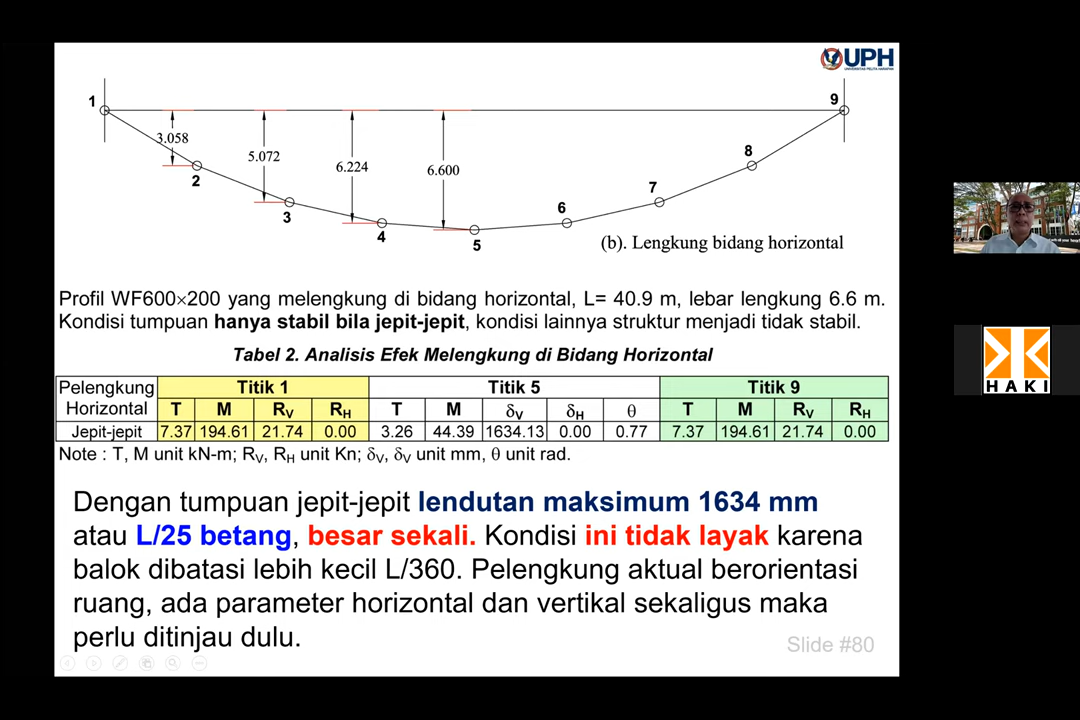 UPH
UNIVERSITAS PELITA HARAPAN
1
9
3.058
5.072
6.224
6.600
2
3
4
5
6
7
8
(b). Lengkung bidang horizontal
Profil WF600×200 yang melengkung di bidang horizontal, L= 40.9 m, lebar lengkung 6.6 m.
Kondisi tumpuan hanya stabil bila jepit-jepit, kondisi lainnya struktur menjadi tidak stabil.
Tabel 2. Analisis Efek Melengkung di Bidang Horizontal
Pelengkung Horizontal Titik 1 Titik 5 Titik 9
T M RV RH T M δV δH θ T M RV RH
Jepit-jepit 7.37 194.61 21.74 0.00 3.26 44.39 1634.13 0.00 0.77 7.37 194.61 21.74 0.00
Note : T, M unit kN-m; RV, RH unit Kn; δV, δV unit mm, θ unit rad.
Dengan tumpuan jepit-jepit lendutan maksimum 1634 mm
atau L/25 betang, besar sekali. Kondisi ini tidak layak karena
balok dibatasi lebih kecil L/360. Pelengkung aktual berorientasi
ruang, ada parameter horizontal dan vertikal sekaligus maka
perlu ditinjau dulu.
Slide #80
HAKI